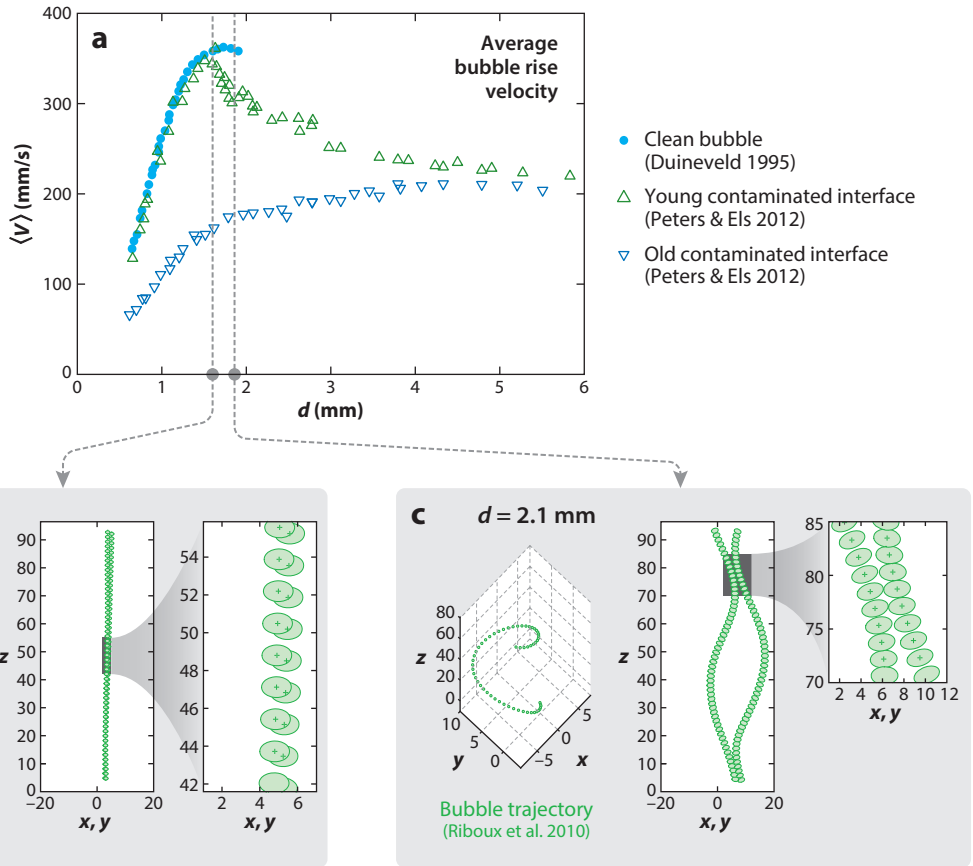 a
Average
bubble rise
velocity
⟨V⟩ (mm/s)
400
300
200
100
0
0
1
2
3
4
5
6
d (mm)
Clean bubble
(Duineveld 1995)
Young contaminated interface
(Peters & Els 2012)
Old contaminated interface
(Peters & Els 2012)
z
90
80
70
60
50
40
30
20
10
0
−20
0
20
x, y
54
52
50
48
46
44
42
2
4
6
x, y
c
d = 2.1 mm
80
60
40
20
0
z
10
5
0
y
−5
0
5
x
Bubble trajectory
(Riboux et al. 2010)
z
90
80
70
60
50
40
30
20
10
0
−20
0
20
x, y
85
80
75
70
2
4
6
8
10
12
x, y